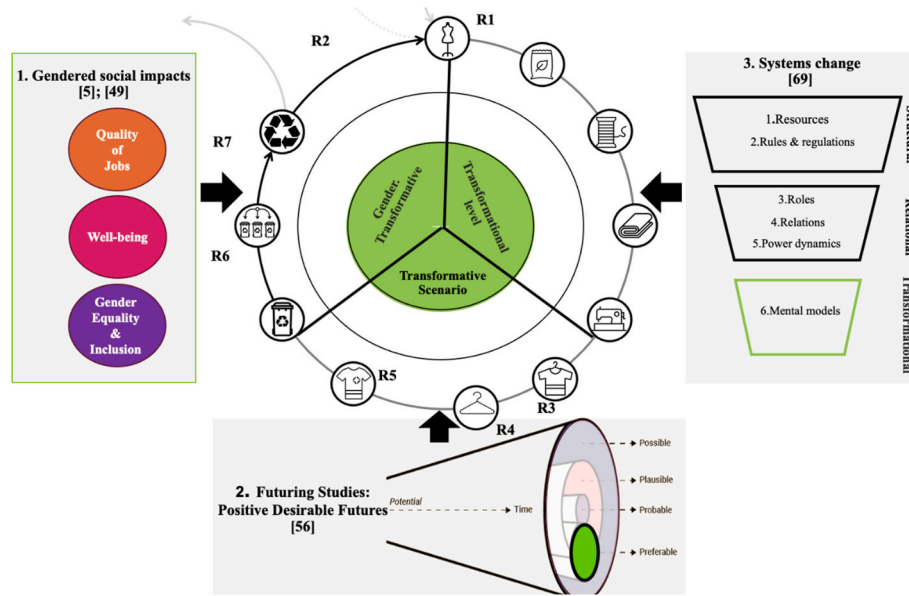 R1
R2
R7
R6
R5
R4
R3
1. Gendered social impacts
[5]; [49]
Quality
of
Jobs
Well-being
Gender
Equality
&
Inclusion
Gender.
Transformative
Transformational
level
Transformative
Scenario
3. Systems change
[69]
1.Resources
2.Rules & regulations
3.Roles
4.Relations
5.Power dynamics
6.Mental models
Transformational
2. Futuring Studies:
Positive Desirable Futures
[56]
Potential
Time
Possible
Plausible
Probable
Preferable